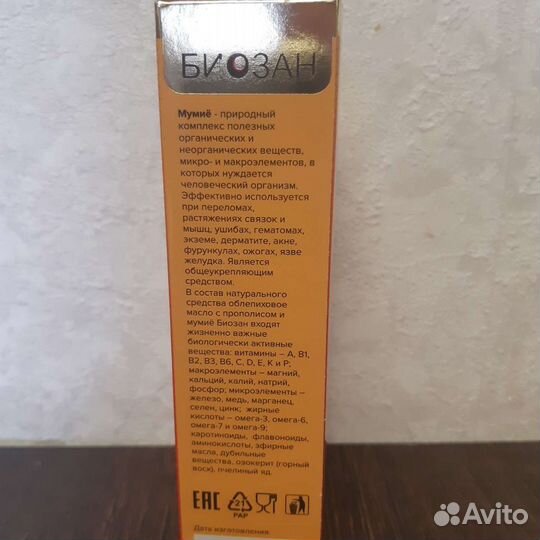 БИОЗАН
Мумиё - природный
комплекс полезных
органических и
неорганических веществ,
микро- и макроэлементов, в
которых нуждается
человеческий организм.
Эффективно используется
при переломах,
растяжениях связок и
мышц, ушибах, гематомах,
экземе, дерматите, акне,
фурункулах, ожогах, язве
желудка. Является
общеукрепляющим
средством.
В состав натурального
средства облепиховое
масло с прополисом и
мумиё Биозан входят
жизненно важные
биологически активные
вещества: витамины – А, В1,
В2, В3, В6, С, D, Е, К и Р;
макроэлементы – магний,
кальций, калий, натрий,
фосфор; микроэлементы –
железо, медь, марганец,
селен, цинк; жирные
кислоты – омега-3, омега-6,
омега-7 и омега-9;
каротиноиды, флавоноиды,
аминокислоты, эфирные
масла, дубильные
вещества, озокерит (горный
воск), пчелиный яд.
EAC
21
PAP
Дата изготовления
Avito